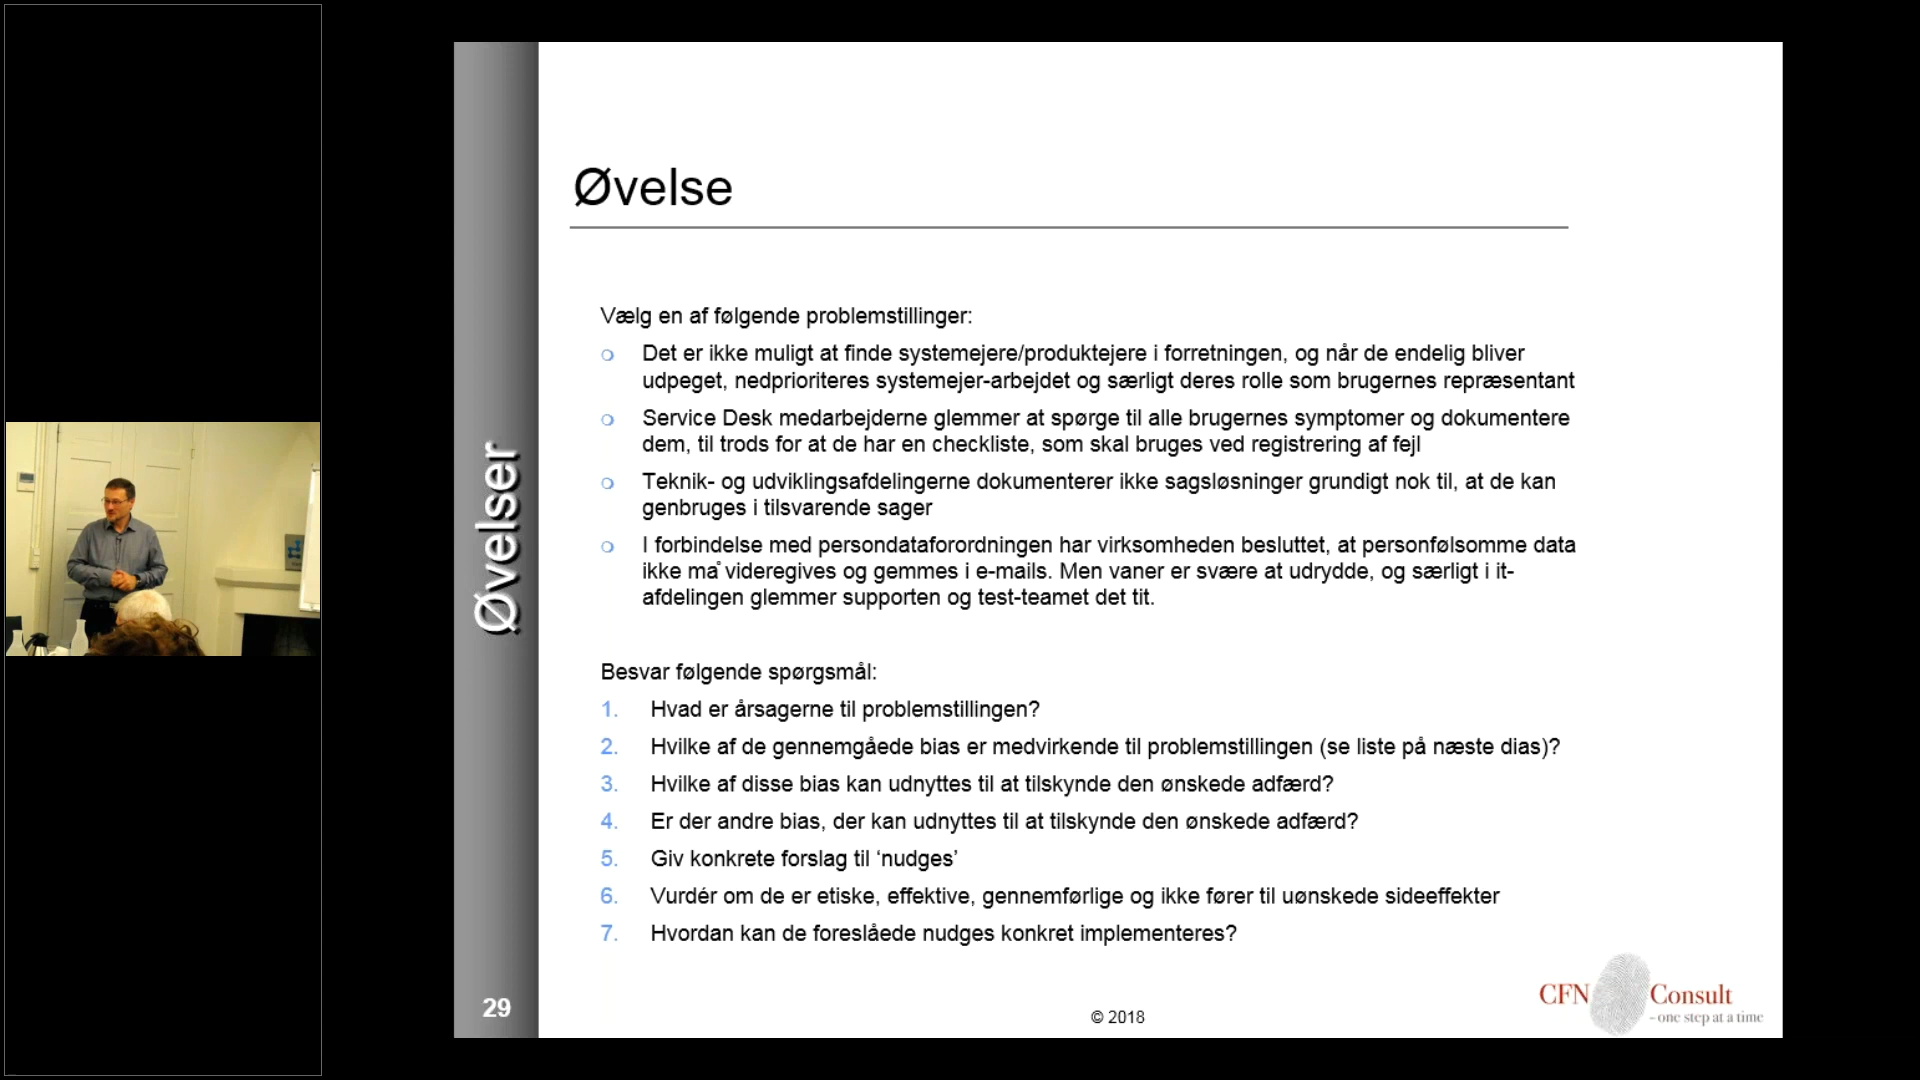 Øvelse
Vælg en af følgende problemstillinger:
Det er ikke muligt at finde systemejere/produktejere i forretningen, og når de endelig bliver
udpeget, nedprioriteres systemejer-arbejdet og særligt deres rolle som brugernes repræsentant
Service Desk medarbejderne glemmer at spørge til alle brugernes symptomer og dokumentere
dem, til trods for at de har en checkliste, som skal bruges ved registrering af fejl
Teknik- og udviklingsafdelingerne dokumenterer ikke sagsløsninger grundigt nok til, at de kan
genbruges i tilsvarende sager
I forbindelse med persondataforordningen har virksomheden besluttet, at personfølsomme data
ikke må videregives og gemmes i e-mails. Men vaner er svære at udrydde, og særligt i it-
afdelingen glemmer supporten og test-teamet det tit.
Besvar følgende spørgsmål:
1. Hvad er årsagerne til problemstillingen?
2. Hvilke af de gennemgåede bias er medvirkende til problemstillingen (se liste på næste dias)?
3. Hvilke af disse bias kan udnyttes til at tilskynde den ønskede adfærd?
4. Er der andre bias, der kan udnyttes til at tilskynde den ønskede adfærd?
5. Giv konkrete forslag til ‘nudges’
6. Vurdér om de er etiske, effektive, gennemførlige og ikke fører til uønskede sideeffekter
7. Hvordan kan de foreslåede nudges konkret implementeres?
Øvelser
29
© 2018
CFN Consult
- one step at a time